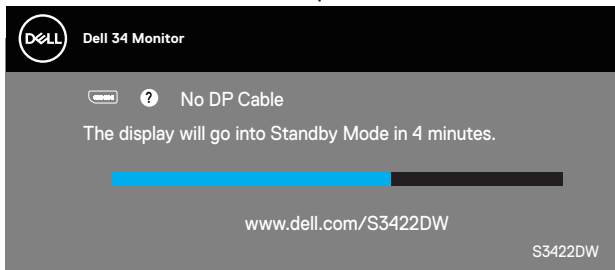 DELL Dell 34 Monitor
? No DP Cable
The display will go into Standby Mode in 4 minutes.
www.dell.com/S3422DW
S3422DW